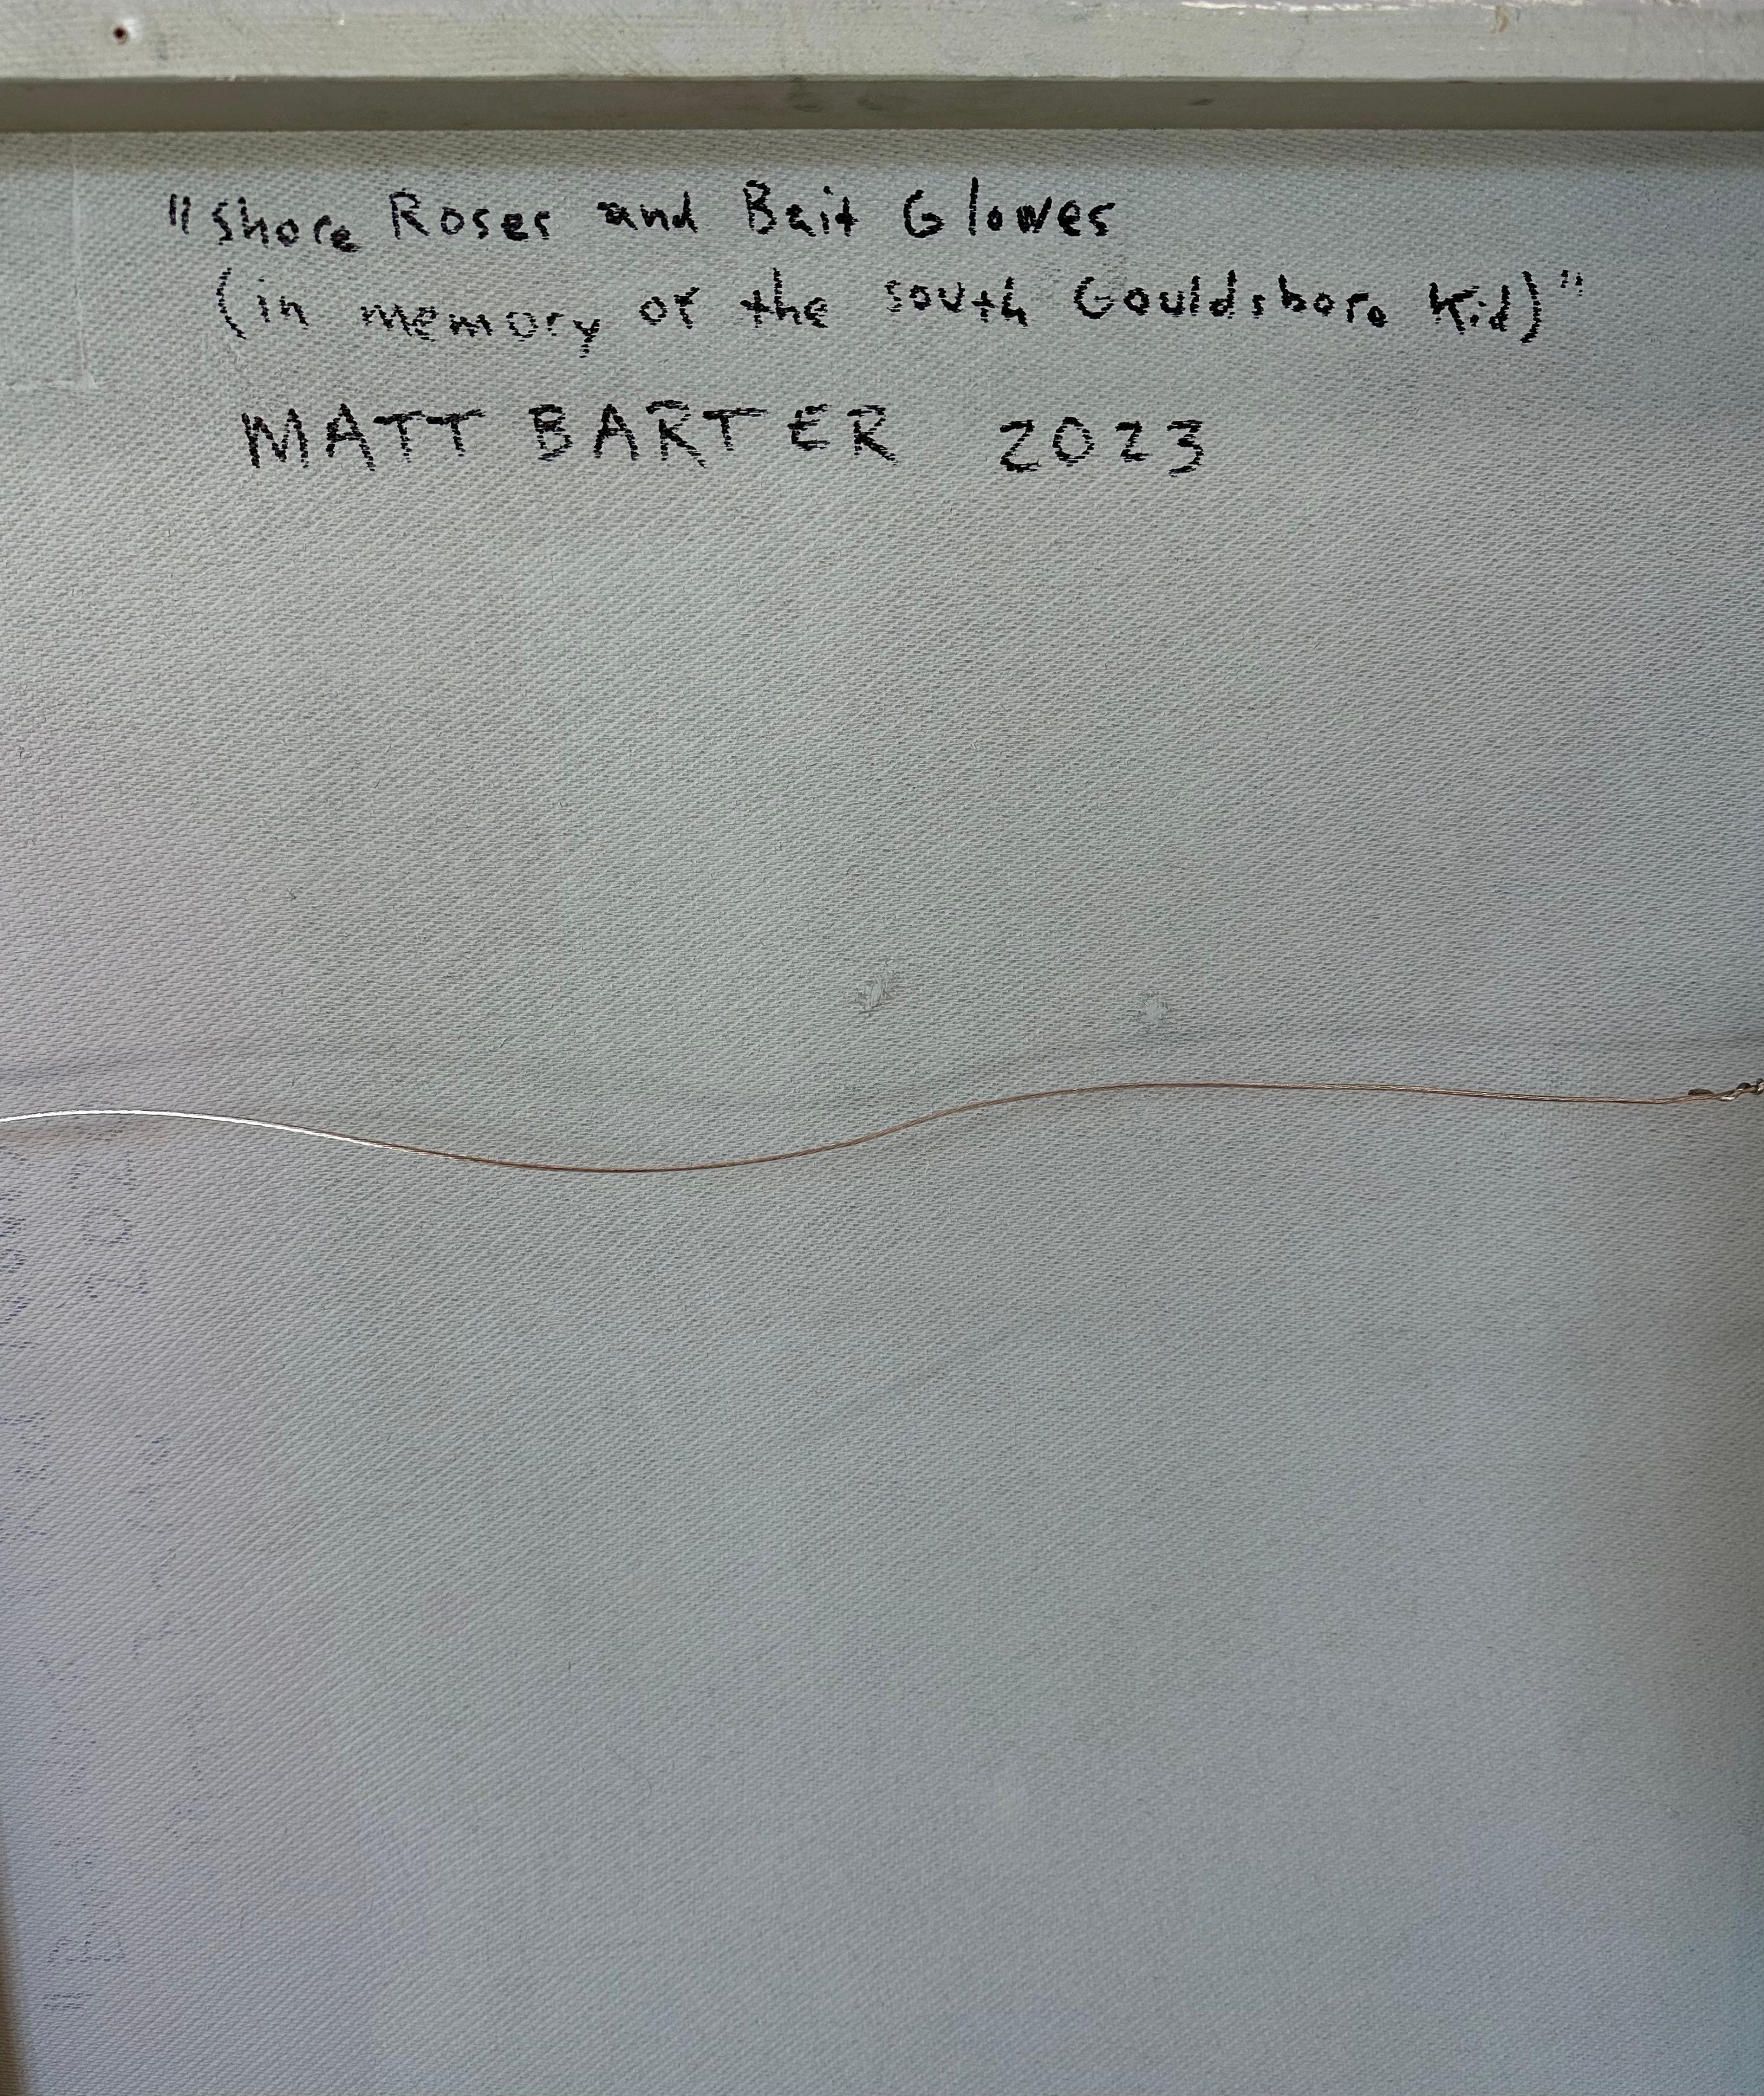 "Shore Roses and Bait Gloves
(in memory of the south Gouldsboro Kid)"
MATT BARTER 2023